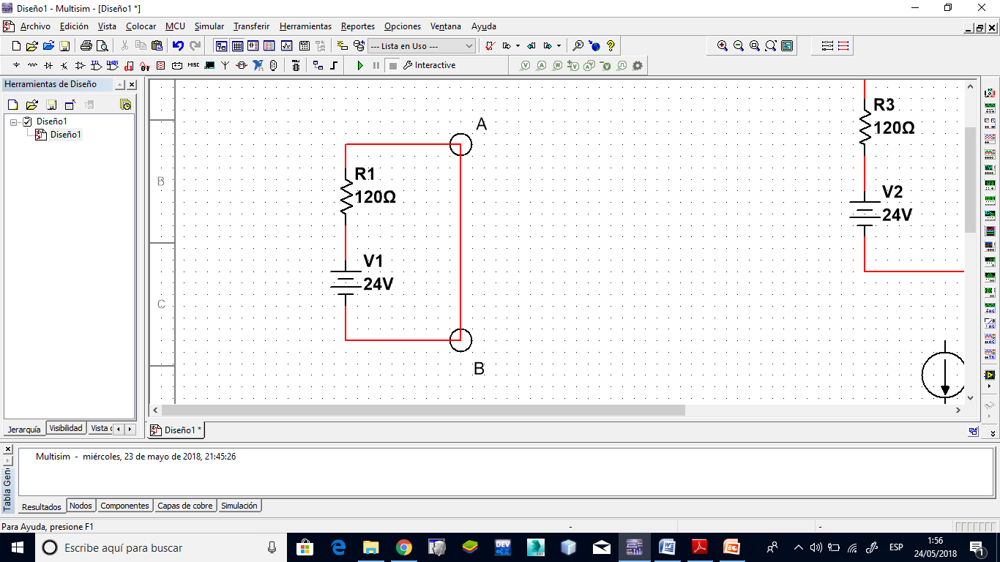 Diseño1 - Multisim - [Diseño1 *]
Archivo Edición Vista Colocar MCU Simular Transferir Herramientas Reportes Opciones Ventana Ayuda
--- Lista en Uso ---
Interactive
Herramientas de Diseño
Diseño1
Diseño1
A
R3
120Ω
B
R1
120Ω
V2
24V
V1
24V
C
B
Jerarquía Visibilidad Vista
Diseño1 *
Multisim - miércoles, 23 de mayo de 2018, 21:45:26
Tabla Gen
Resultados Nodos Componentes Capas de cobre Simulación
Para Ayuda, presione F1
- -
Escribe aquí para buscar
DEV
ESP
1:56
24/05/2018
1